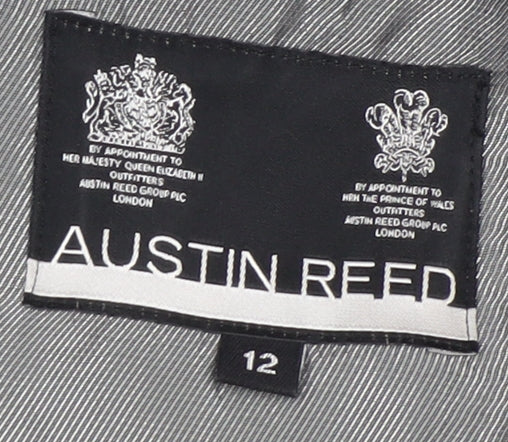 BY APPOINTMENT TO
HER MAJESTY QUEEN ELIZABETH II
OUTFITTERS
AUSTIN REED GROUP PLC
LONDON
BY APPOINTMENT TO
HRH THE PRINCE OF WALES
OUTFITTERS
AUSTIN REED GROUP PLC
LONDON
AUSTIN REED
12